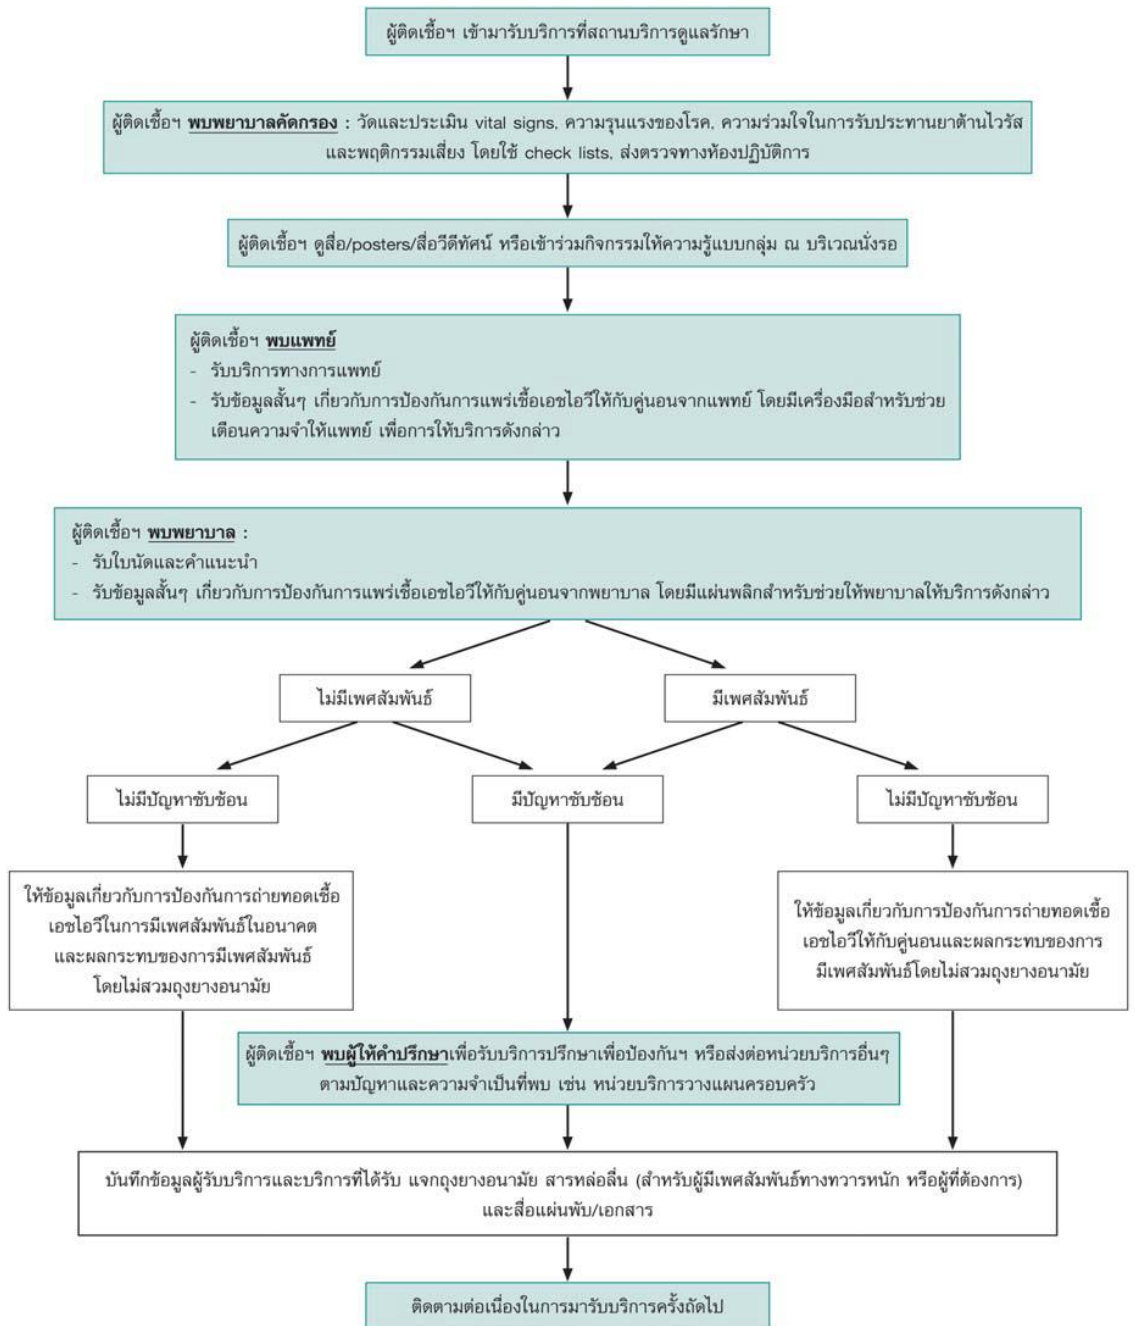 ผู้ติดเชื้อฯ เข้ามารับบริการที่สถานบริการดูแลรักษา
ผู้ติดเชื้อฯ พบพยาบาลคัดกรอง : วัดและประเมิน vital signs, ความรุนแรงของโรค, ความร่วมใจในการรับประทานยาต้านไวรัส
และพฤติกรรมเสี่ยง โดยใช้ check lists, ส่งตรวจทางห้องปฏิบัติการ
ผู้ติดเชื้อฯ ดูสื่อ/posters/สื่อวีดีทัศน์ หรือเข้าร่วมกิจกรรมให้ความรู้แบบกลุ่ม ณ บริเวณนั่งรอ
ผู้ติดเชื้อฯ พบแพทย์
- รับบริการทางการแพทย์
- รับข้อมูลสั้นๆ เกี่ยวกับการป้องกันการแพร่เชื้อเอชไอวีให้กับคู่นอนจากแพทย์ โดยมีเครื่องมือสำหรับช่วย
เตือนความจำให้แพทย์ เพื่อการให้บริการดังกล่าว
ผู้ติดเชื้อฯ พบพยาบาล :
- รับใบนัดและคำแนะนำ
- รับข้อมูลสั้นๆ เกี่ยวกับการป้องกันการแพร่เชื้อเอชไอวีให้กับคู่นอนจากพยาบาล โดยมีแผ่นพลิกสำหรับช่วยให้พยาบาลให้บริการดังกล่าว
ไม่มีเพศสัมพันธ์
มีเพศสัมพันธ์
ไม่มีปัญหาซับซ้อน
มีปัญหาซับซ้อน
ไม่มีปัญหาซับซ้อน
ให้ข้อมูลเกี่ยวกับการป้องกันการถ่ายทอดเชื้อ
เอชไอวีในการมีเพศสัมพันธ์ในอนาคต
และผลกระทบของการมีเพศสัมพันธ์
โดยไม่สวมถุงยางอนามัย
ให้ข้อมูลเกี่ยวกับการป้องกันการถ่ายทอดเชื้อ
เอชไอวีให้กับคู่นอนและผลกระทบของการ
มีเพศสัมพันธ์โดยไม่สวมถุงยางอนามัย
ผู้ติดเชื้อฯ พบผู้ให้คำปรึกษาเพื่อรับบริการปรึกษาเพื่อป้องกันฯ หรือส่งต่อหน่วยบริการอื่นๆ
ตามปัญหาและความจำเป็นที่พบ เช่น หน่วยบริการวางแผนครอบครัว
บันทึกข้อมูลผู้รับบริการและบริการที่ได้รับ แจกถุงยางอนามัย สารหล่อลื่น (สำหรับผู้มีเพศสัมพันธ์ทางทวารหนัก หรือผู้ที่ต้องการ)
และสื่อแผ่นพับ/เอกสาร
ติดตามต่อเนื่องในการมารับบริการครั้งถัดไป